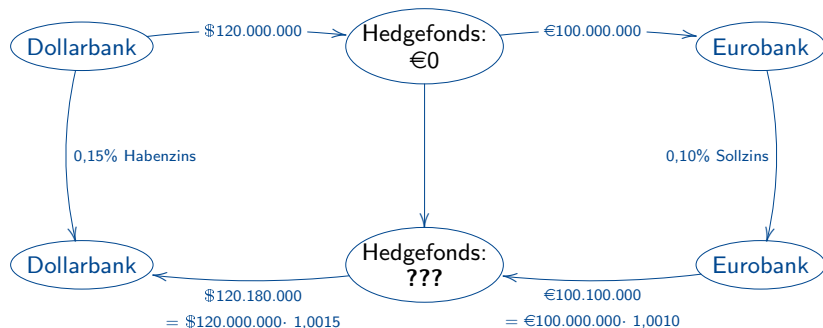 Dollarbank
$120.000.000
Hedgefonds:
€0
€100.000.000
Eurobank
0,15% Habenzins
0,10% Sollzins
Dollarbank
Hedgefonds:
???
Eurobank
$120.180.000
= $120.000.000· 1,0015
€100.100.000
= €100.000.000· 1,0010